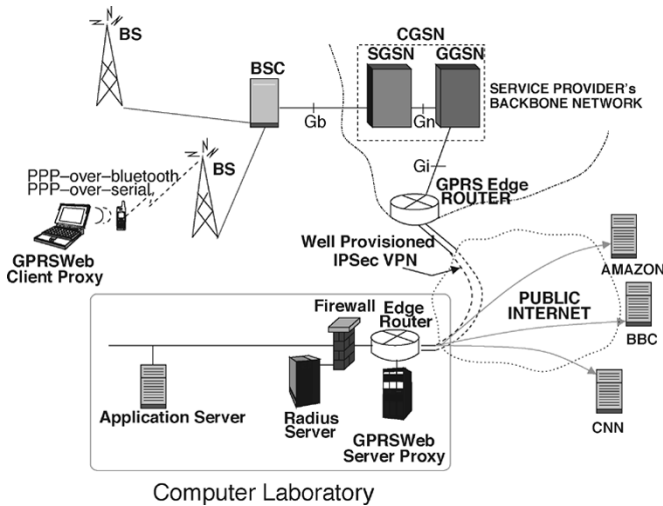 BS
CGSN
SGSN
GGSN
BSC
SERVICE PROVIDER's
BACKBONE NETWORK
Gb
Gn
BS
Gi
PPP-over-bluetooth
PPP-over-serial
GPRS Edge
ROUTER
GPRSWeb
Client Proxy
Well Provisioned
IPSec VPN
AMAZON
PUBLIC
INTERNET
Firewall
Edge
Router
BBC
Application Server
Radius
Server
GPRSWeb
Server Proxy
CNN
Computer Laboratory